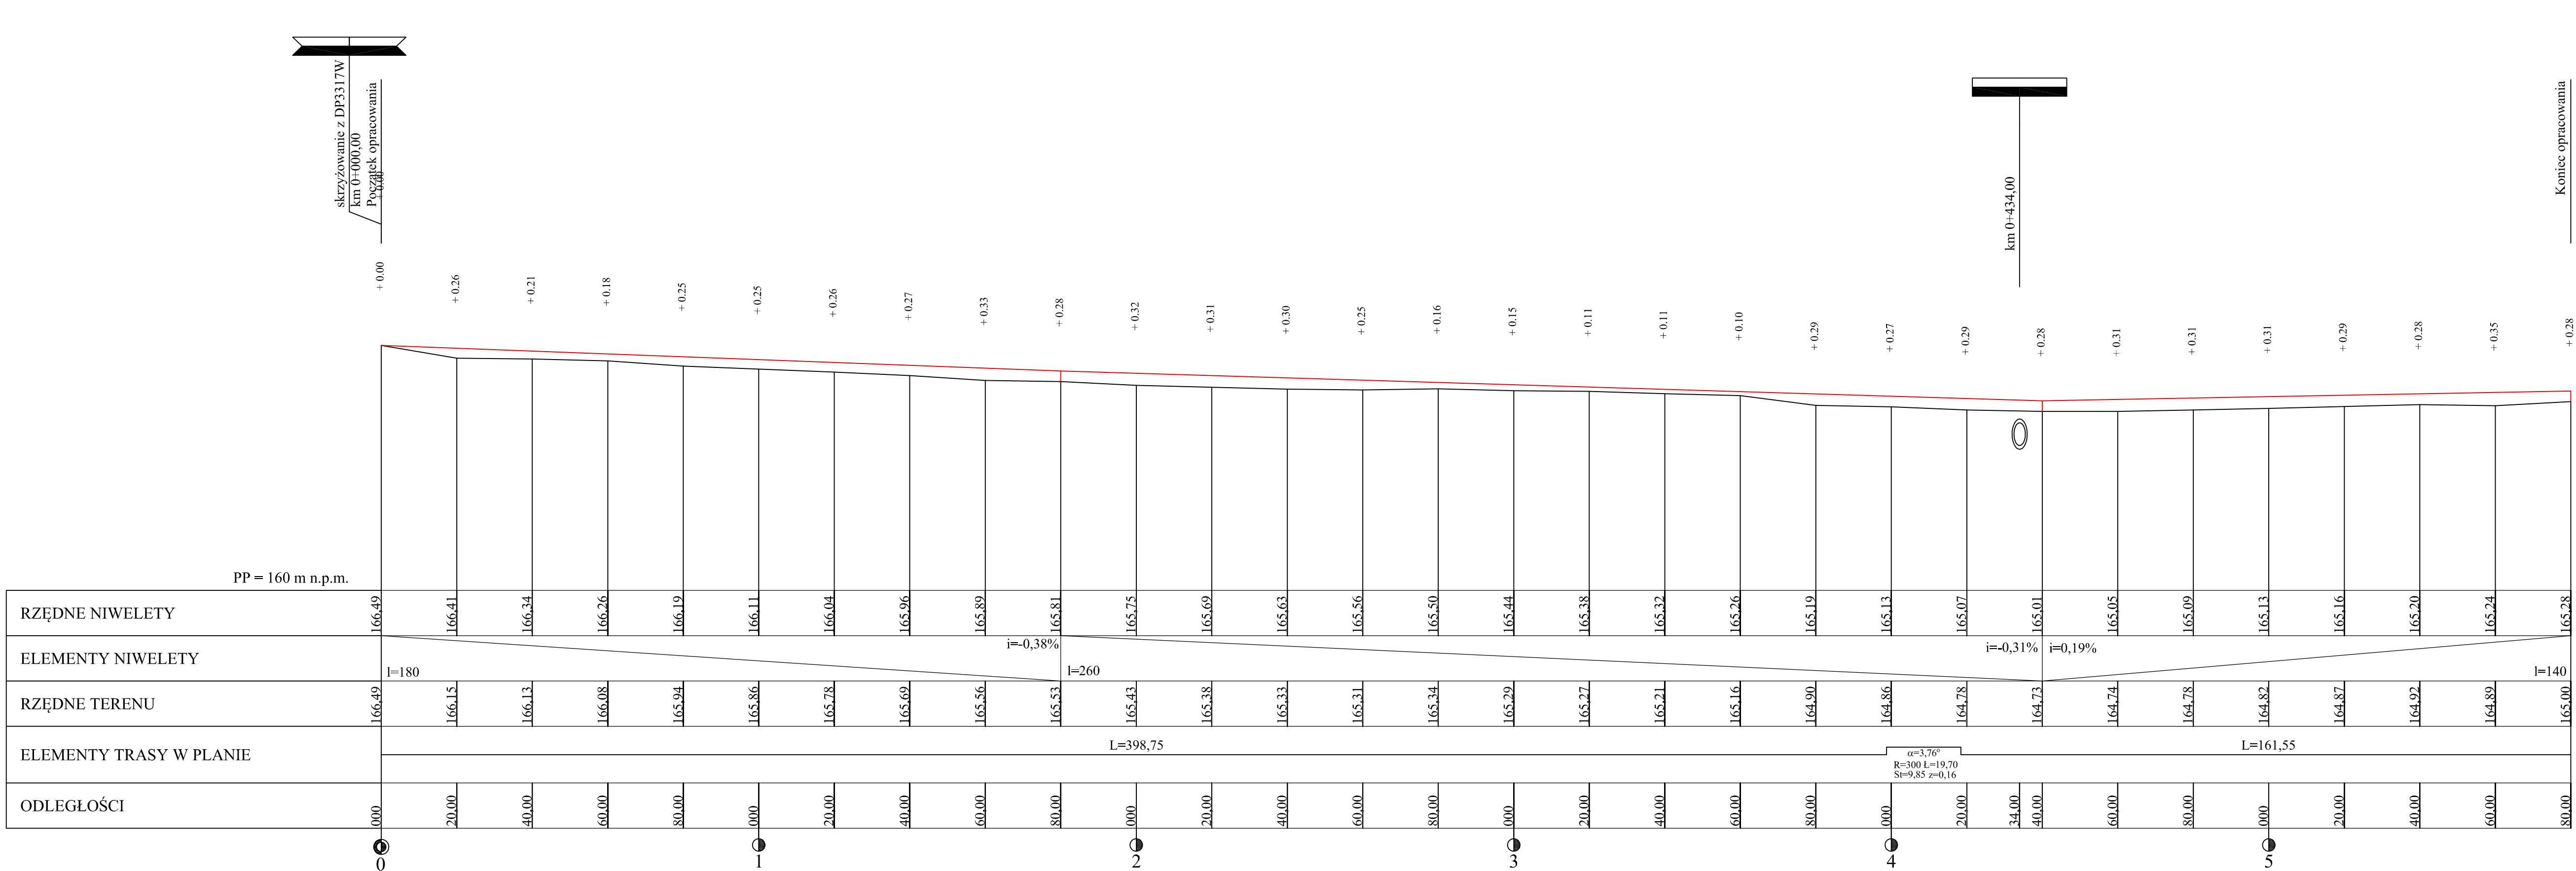 skrzyżowanie z DP3317W
km 0+000,00
Początek opracowania
+ 0.00
km 0+434,00
Koniec opracowania
+ 0.00 + 0.26 + 0.21 + 0.18 + 0.25 + 0.25 + 0.26 + 0.27 + 0.33 + 0.28 + 0.32 + 0.31 + 0.30 + 0.25 + 0.16 + 0.15 + 0.11 + 0.11 + 0.10 + 0.29 + 0.27 + 0.29 + 0.28 + 0.31 + 0.31 + 0.31 + 0.29 + 0.28 + 0.35 + 0.28
PP = 160 m n.p.m.
RZĘDNE NIWELETY 166,49 166,41 166,34 166,26 166,19 166,11 166,04 165,96 165,89 165,81 165,75 165,69 165,63 165,56 165,50 165,44 165,38 165,32 165,26 165,19 165,13 165,07 165,01 165,05 165,09 165,13 165,16 165,20 165,24 165,28
i=-0,38% i=-0,31% i=0,19%
ELEMENTY NIWELETY
l=180 l=260 l=140
RZĘDNE TERENU 166,49 166,15 166,13 166,08 165,94 165,86 165,78 165,69 165,56 165,53 165,43 165,38 165,33 165,31 165,34 165,29 165,27 165,21 165,16 164,90 164,86 164,78 164,73 164,74 164,78 164,82 164,87 164,92 164,89 165,00
ELEMENTY TRASY W PLANIE L=398,75 α=3,76° L=161,55
R=300 Ł=19,70
St=9,85 z=0,16
ODLEGŁOŚCI 000 20,00 40,00 60,00 80,00 000 20,00 40,00 60,00 80,00 000 20,00 40,00 60,00 80,00 000 20,00 40,00 60,00 80,00 000 20,00 34,00 40,00 60,00 80,00 000 20,00 40,00 60,00 80,00
0 1 2 3 4 5